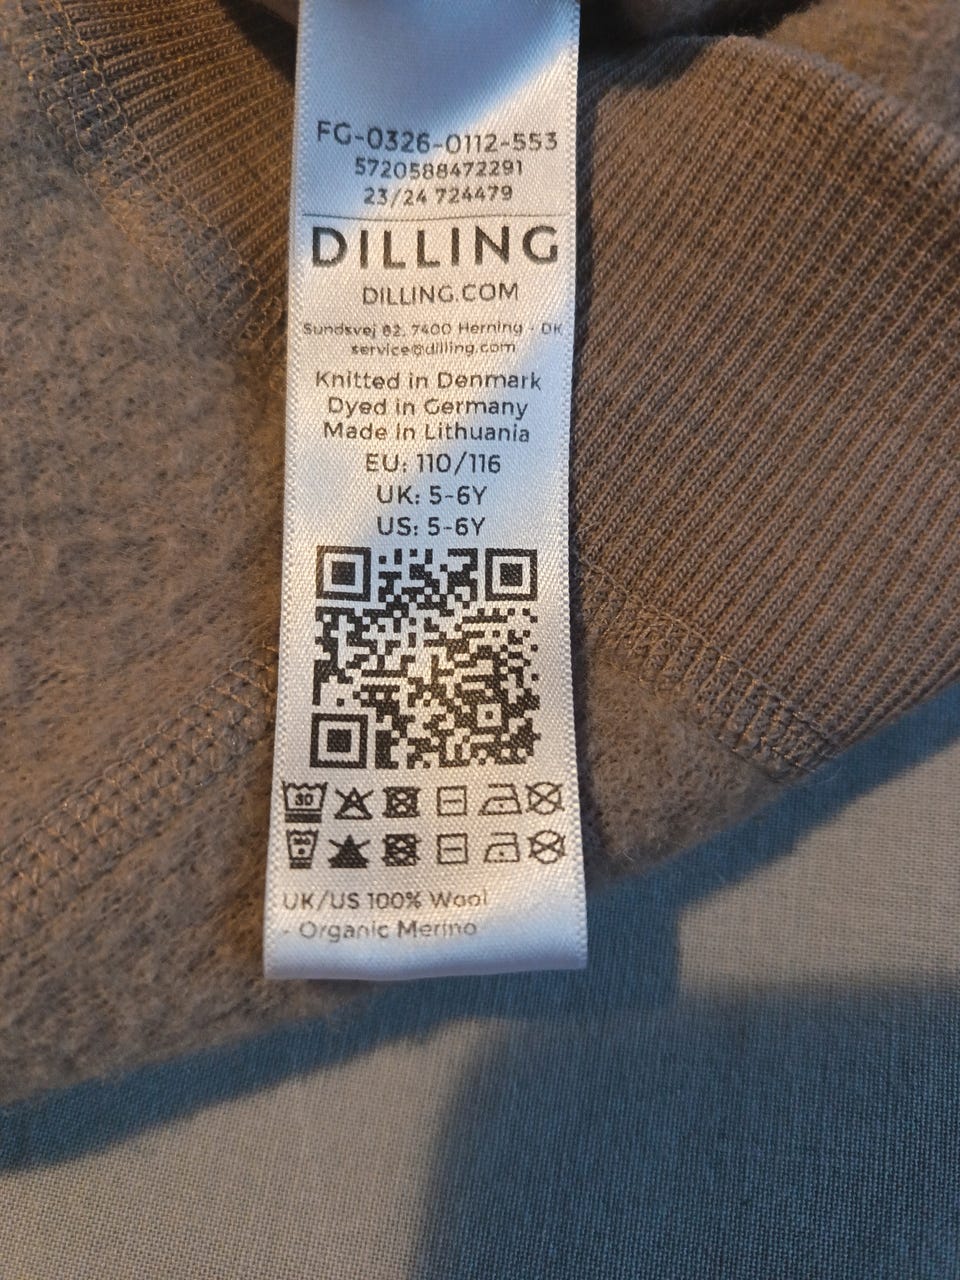 FG-0326-0112-553
5720588472291
23/24 724479
DILLING
DILLING.COM
Sundsvej 62, 7400 Herning - DK
service@dilling.com
Knitted in Denmark
Dyed in Germany
Made in Lithuania
EU: 110/116
UK: 5-6Y
US: 5-6Y
30
UK/US 100% Wool
- Organic Merino